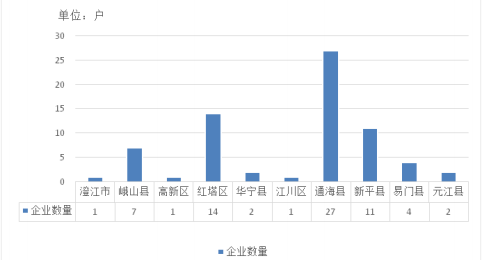 单位：户
30
25
20
15
10
5
0
澄江市 峨山县 高新区 红塔区 华宁县 江川区 通海县 新平县 易门县 元江县
企业数量 1 7 1 14 2 1 27 11 4 2
企业数量